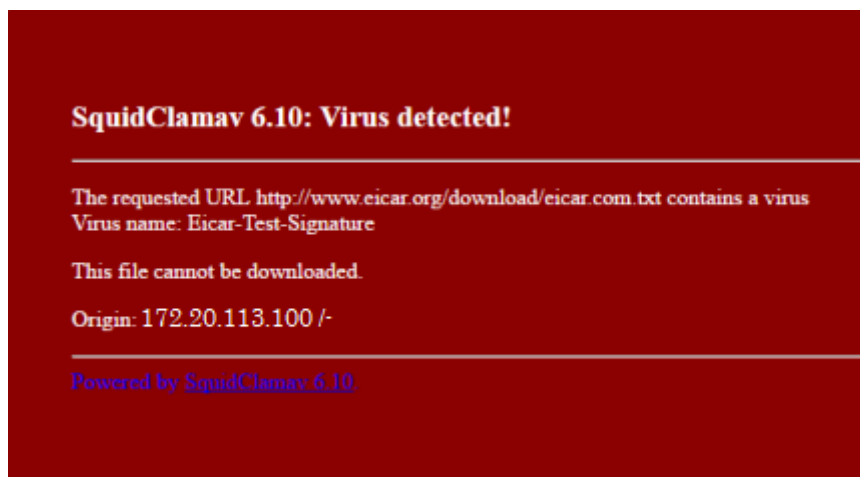 SquidClamav 6.10: Virus detected!
The requested URL http://www.eicar.org/download/eicar.com.txt contains a virus
Virus name: Eicar-Test-Signature
This file cannot be downloaded.
Origin: 172.20.113.100 /-
Powered by SquidClamav 6.10.